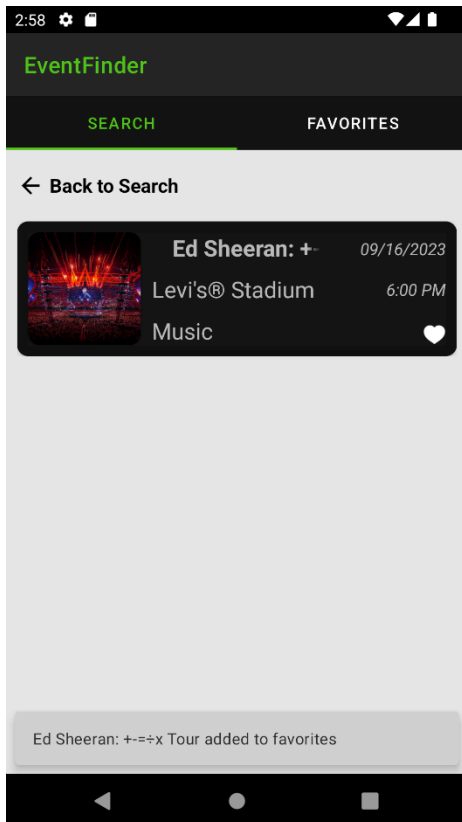 2:58
EventFinder
SEARCH FAVORITES
Back to Search
Ed Sheeran: +- 09/16/2023
Levi's® Stadium 6:00 PM
Music
Ed Sheeran: +-=÷x Tour added to favorites